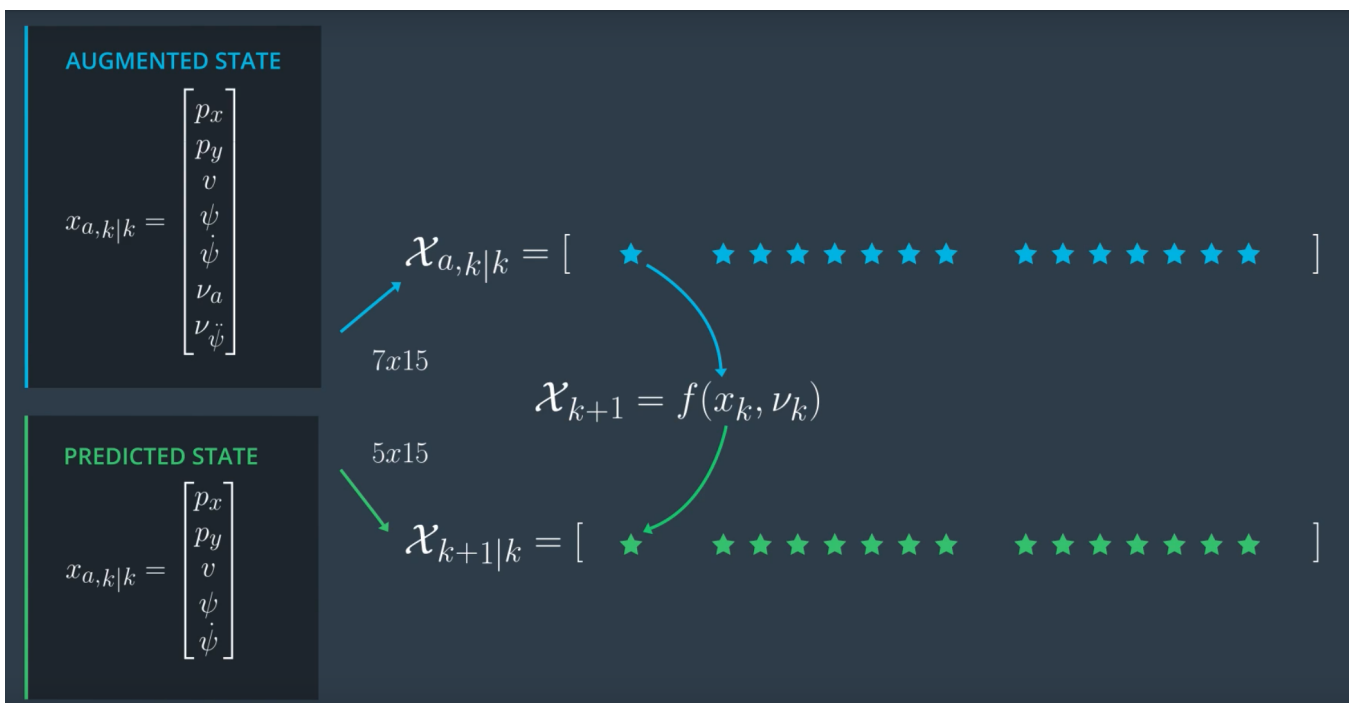 AUGMENTED STATE
x_{a,k|k} = [p_x p_y v ψ ψ̇ ν_a ν_ψ̈]
𝒳_{a,k|k} = [ ★ ★★★★★★★ ★★★★★★★ ]
7x15
𝒳_{k+1} = f(x_k, ν_k)
PREDICTED STATE
x_{a,k|k} = [p_x p_y v ψ ψ̇]
5x15
𝒳_{k+1|k} = [ ★ ★★★★★★★ ★★★★★★★ ]